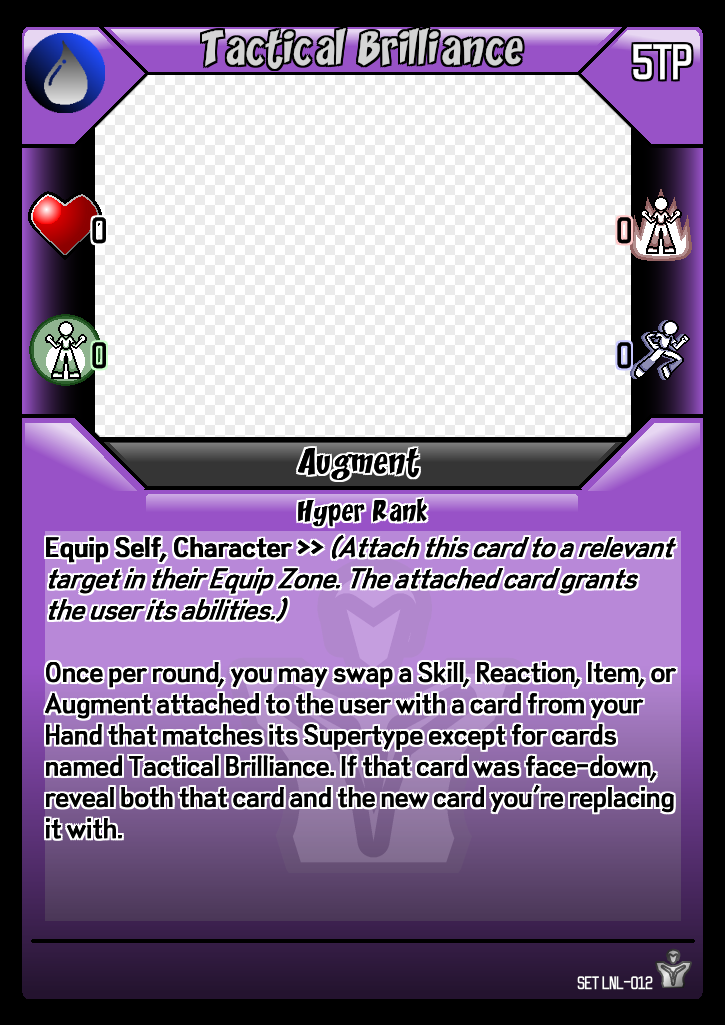 Tactical Brilliance
5TP
0
0
0
0
Augment
Hyper Rank
Equip Self, Character >> (Attach this card to a relevant
target in their Equip Zone. The attached card grants
the user its abilities.)
Once per round, you may swap a Skill, Reaction, Item, or
Augment attached to the user with a card from your
Hand that matches its Supertype except for cards
named Tactical Brilliance. If that card was face-down,
reveal both that card and the new card you're replacing
it with.
SET LNL-012